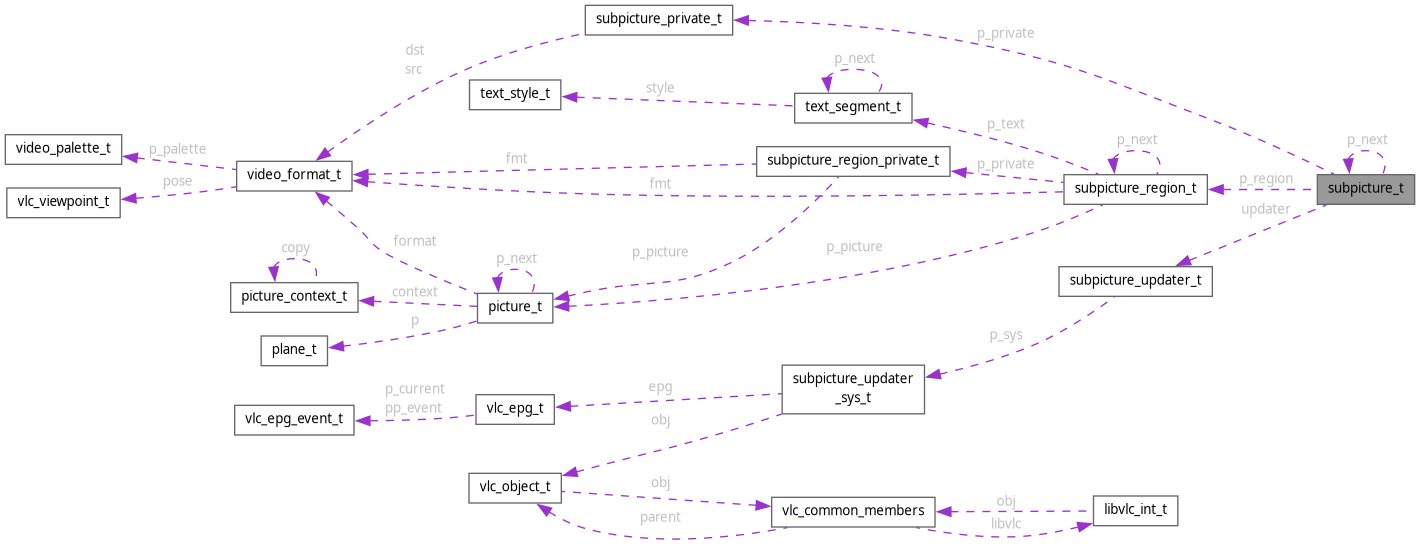 subpicture_private_t
p_private
dst
src
p_next
style
text_style_t
text_segment_t
p_text
p_next
p_next
video_palette_t
p_palette
fmt
subpicture_region_private_t
p_private
video_format_t
pose
vlc_viewpoint_t
fmt
subpicture_region_t
p_region
subpicture_t
updater
format
copy
p_next
p_picture
p_picture
subpicture_updater_t
picture_context_t
context
picture_t
p
plane_t
p_sys
subpicture_updater
_sys_t
p_current
pp_event
epg
vlc_epg_event_t
vlc_epg_t
obj
vlc_object_t
obj
vlc_common_members
obj
libvlc_int_t
parent
libvlc